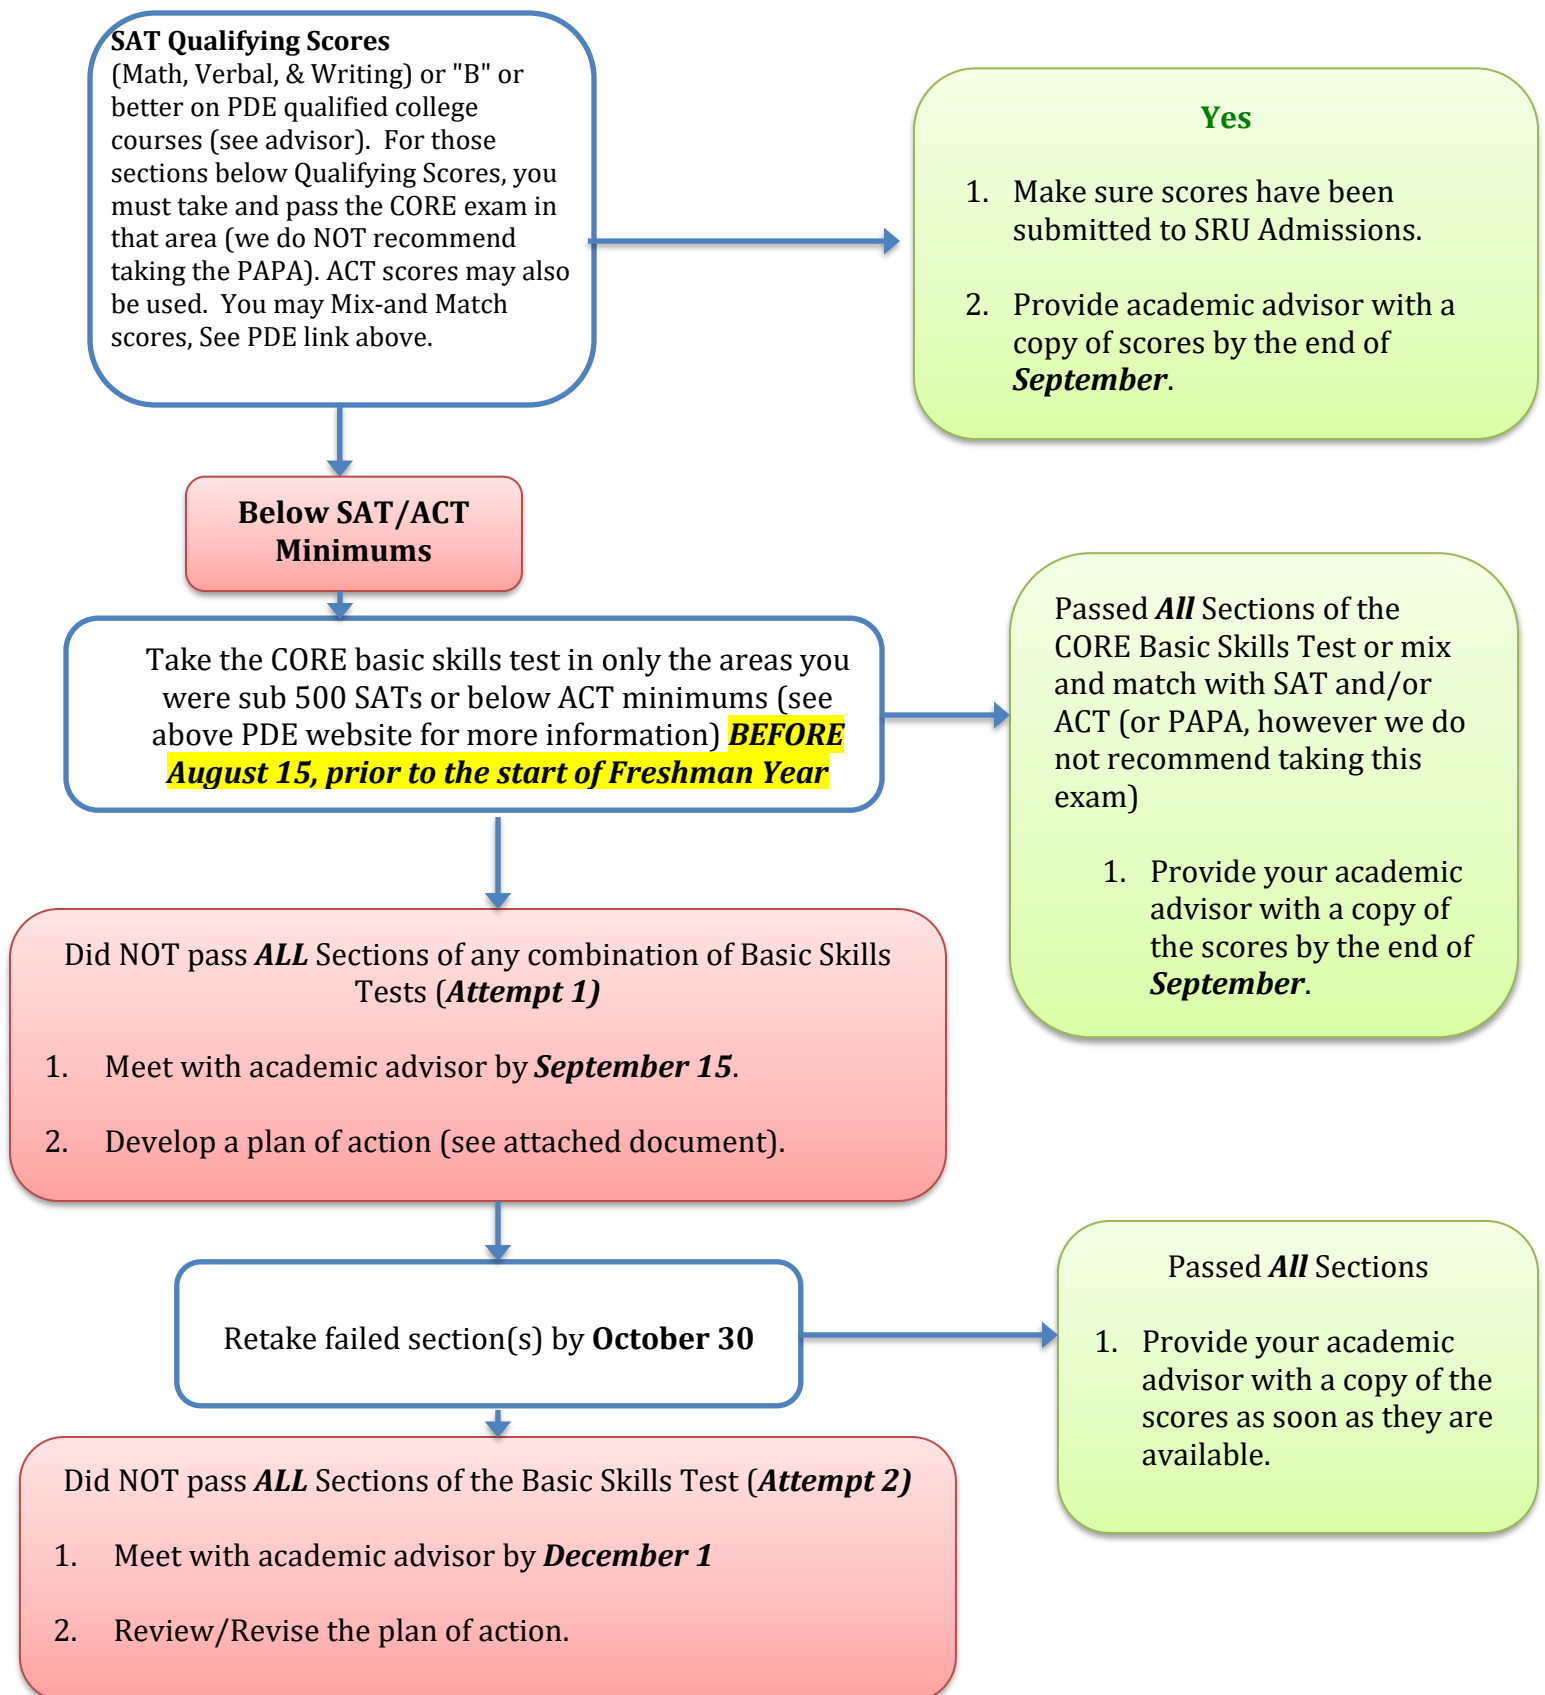 SAT Qualifying Scores
(Math, Verbal, & Writing) or "B" or
better on PDE qualified college
courses (see advisor).  For those
sections below Qualifying Scores, you
must take and pass the CORE exam in
that area (we do NOT recommend
taking the PAPA). ACT scores may also
be used.  You may Mix-and Match
scores, See PDE link above.
Yes
1. Make sure scores have been
submitted to SRU Admissions.
2. Provide academic advisor with a
copy of scores by the end of
September.
Below SAT/ACT
Minimums
Take the CORE basic skills test in only the areas you
were sub 500 SATs or below ACT minimums (see
above PDE website for more information) BEFORE
August 15, prior to the start of Freshman Year
Passed All Sections of the
CORE Basic Skills Test or mix
and match with SAT and/or
ACT (or PAPA, however we do
not recommend taking this
exam)
1. Provide your academic
advisor with a copy of
the scores by the end of
September.
Did NOT pass ALL Sections of any combination of Basic Skills
Tests (Attempt 1)
1. Meet with academic advisor by September 15.
2. Develop a plan of action (see attached document).
Retake failed section(s) by October 30
Passed All Sections
1. Provide your academic
advisor with a copy of the
scores as soon as they are
available.
Did NOT pass ALL Sections of the Basic Skills Test (Attempt 2)
1. Meet with academic advisor by December 1
2. Review/Revise the plan of action.